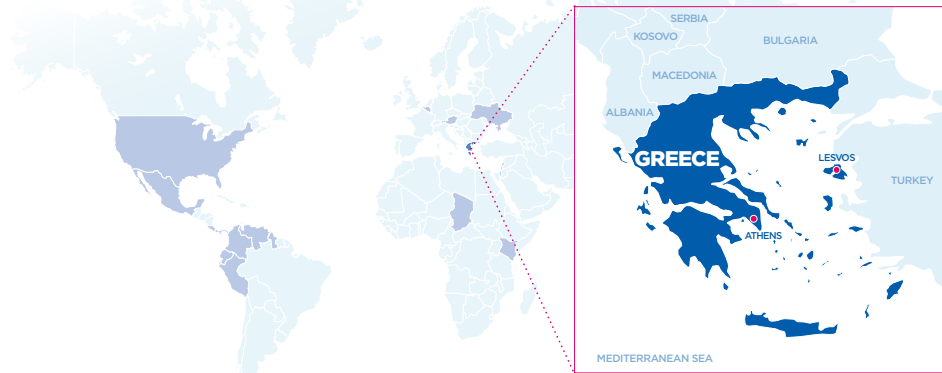 SERBIA
KOSOVO
BULGARIA
MACEDONIA
ALBANIA
GREECE
LESVOS
TURKEY
ATHENS
MEDITERRANEAN SEA